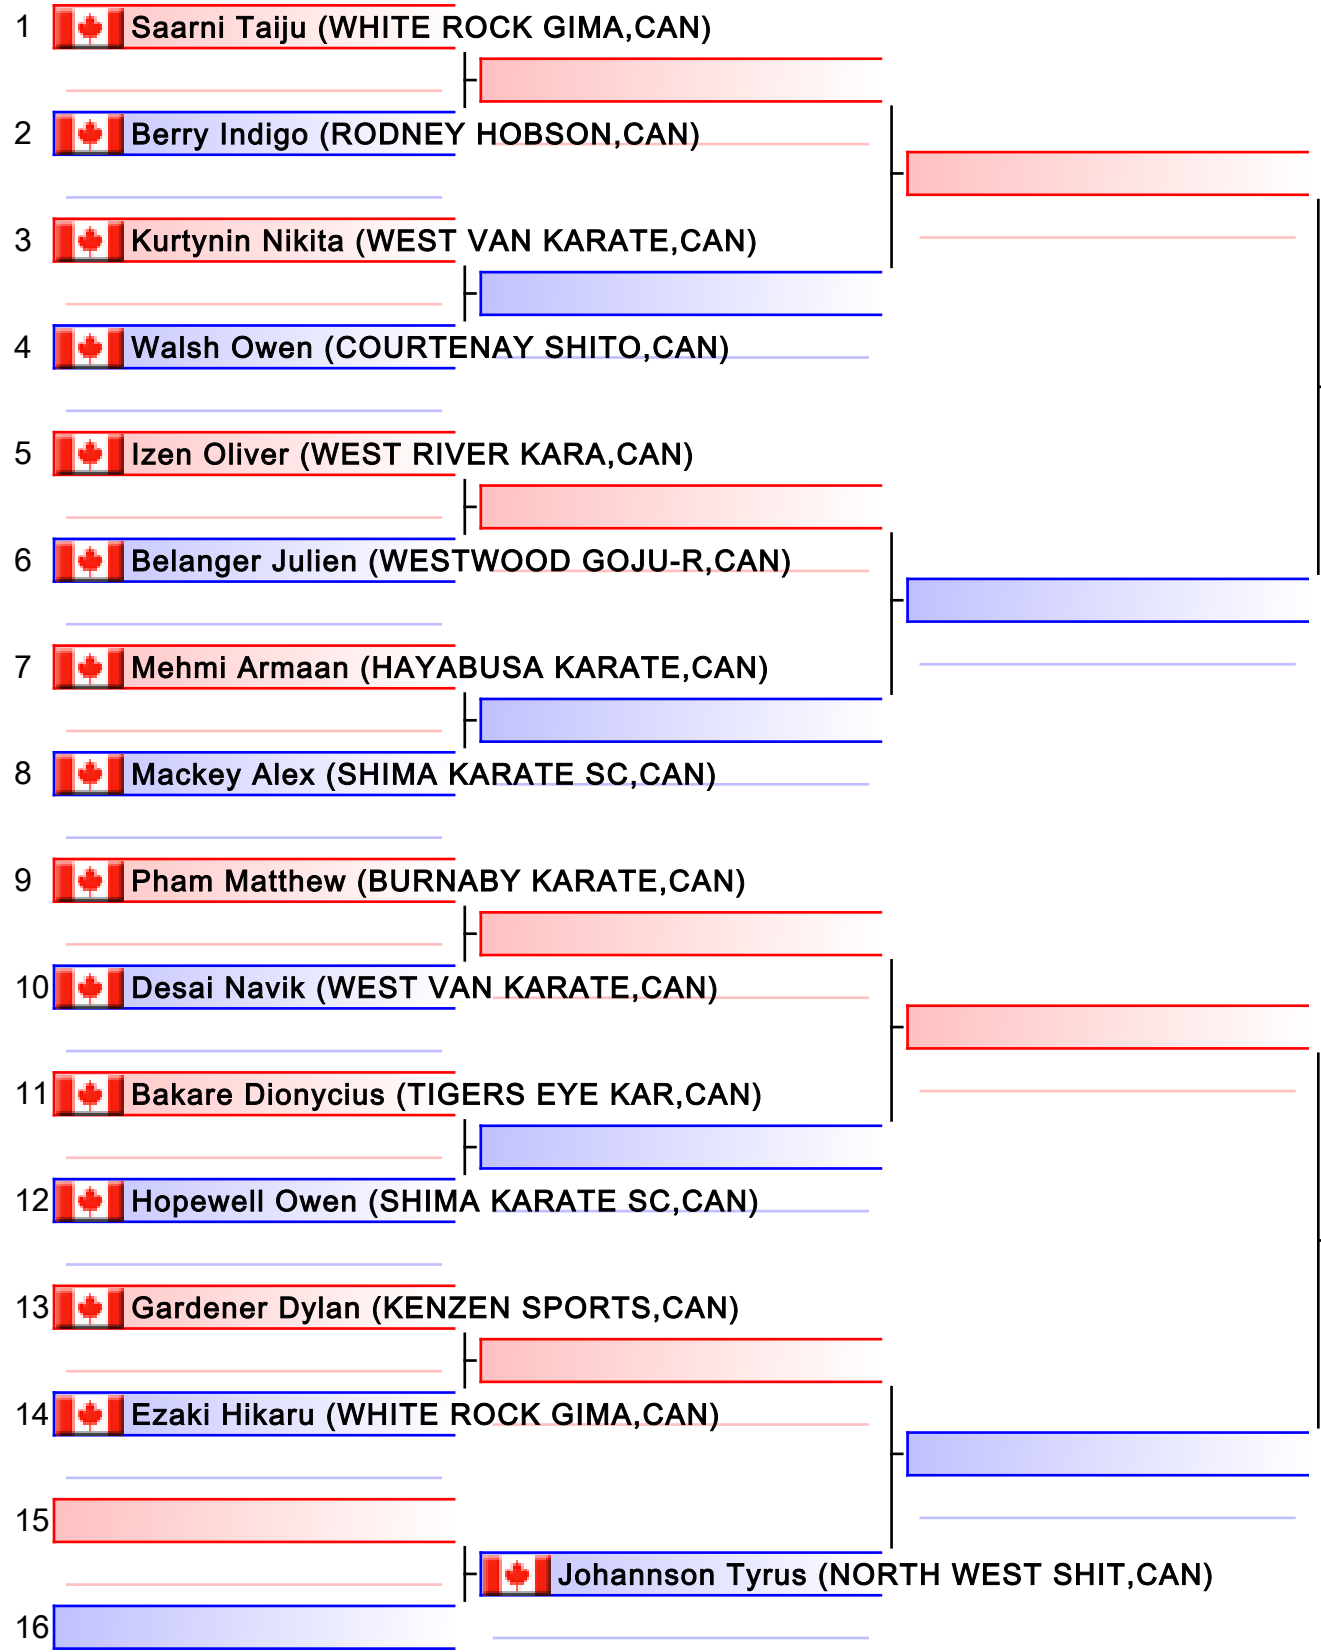 1 Saarni Taiju (WHITE ROCK GIMA,CAN)
2 Berry Indigo (RODNEY HOBSON,CAN)
3 Kurtynin Nikita (WEST VAN KARATE,CAN)
4 Walsh Owen (COURTENAY SHITO,CAN)
5 Izen Oliver (WEST RIVER KARA,CAN)
6 Belanger Julien (WESTWOOD GOJU-R,CAN)
7 Mehmi Armaan (HAYABUSA KARATE,CAN)
8 Mackey Alex (SHIMA KARATE SC,CAN)
9 Pham Matthew (BURNABY KARATE,CAN)
10 Desai Navik (WEST VAN KARATE,CAN)
11 Bakare Dionycius (TIGERS EYE KAR,CAN)
12 Hopewell Owen (SHIMA KARATE SC,CAN)
13 Gardener Dylan (KENZEN SPORTS,CAN)
14 Ezaki Hikaru (WHITE ROCK GIMA,CAN)
15
Johannson Tyrus (NORTH WEST SHIT,CAN)
16